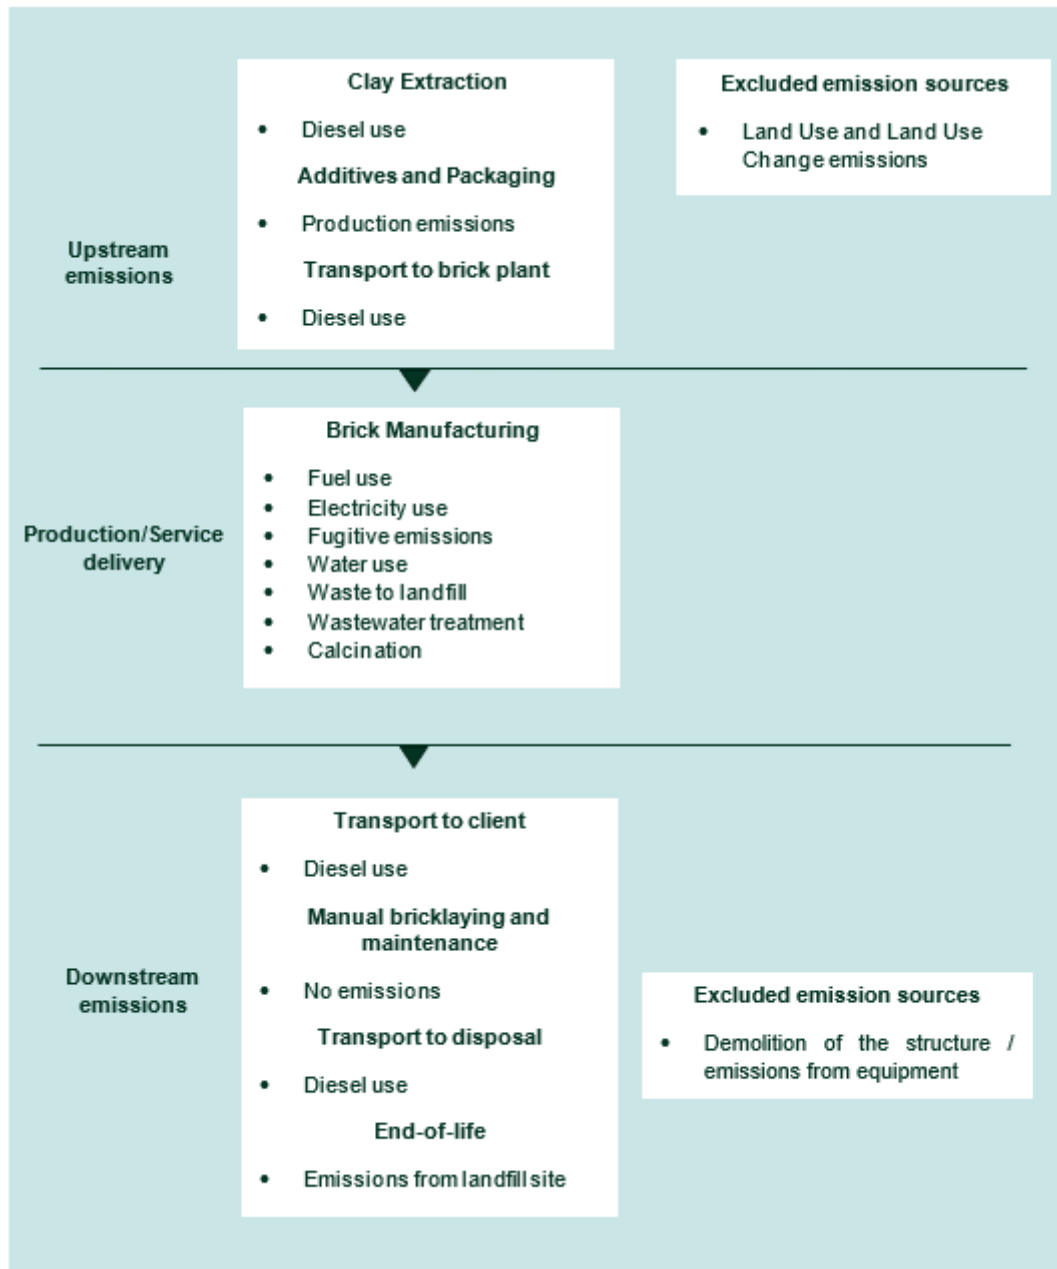 Clay Extraction
• Diesel use
Additives and Packaging
• Production emissions
Transport to brick plant
• Diesel use
Excluded emission sources
• Land Use and Land Use
Change emissions
Upstream
emissions
Brick Manufacturing
• Fuel use
• Electricity use
• Fugitive emissions
• Water use
• Waste to landfill
• Wastewater treatment
• Calcination
Production/Service
delivery
Transport to client
• Diesel use
Manual bricklaying and
maintenance
• No emissions
Transport to disposal
• Diesel use
End-of-life
• Emissions from landfill site
Downstream
emissions
Excluded emission sources
• Demolition of the structure /
emissions from equipment